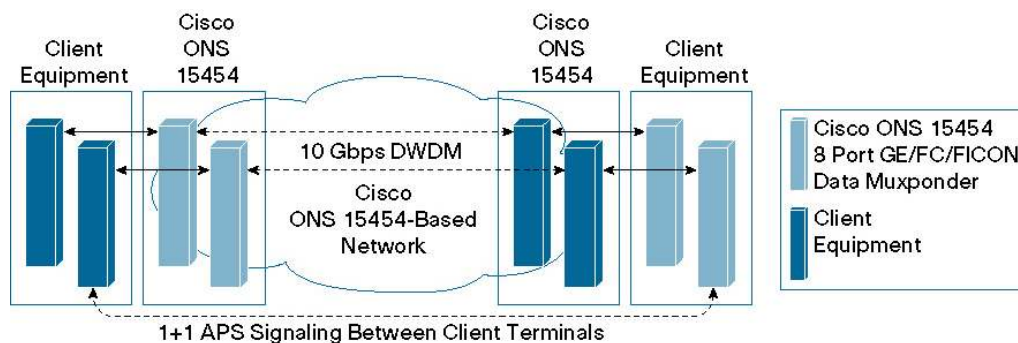 Client
Equipment
Cisco
ONS
15454
Cisco
ONS
15454
Client
Equipment
10 Gbps DWDM
Cisco
ONS 15454-Based
Network
1+1 APS Signaling Between Client Terminals
Cisco ONS 15454
8 Port GE/FC/FICON
Data Muxponder
Client
Equipment